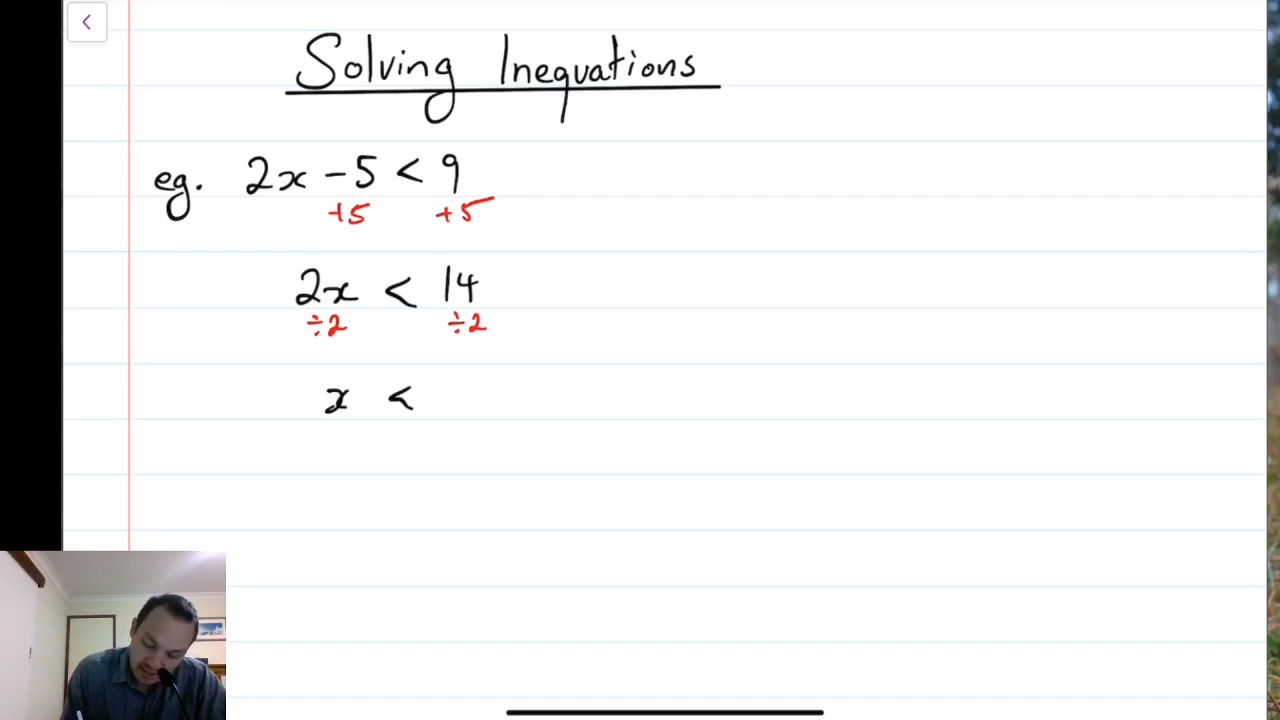 Solving Inequations
eg. 2x - 5 < 9
+5 +5
2x < 14
÷2 ÷2
x <